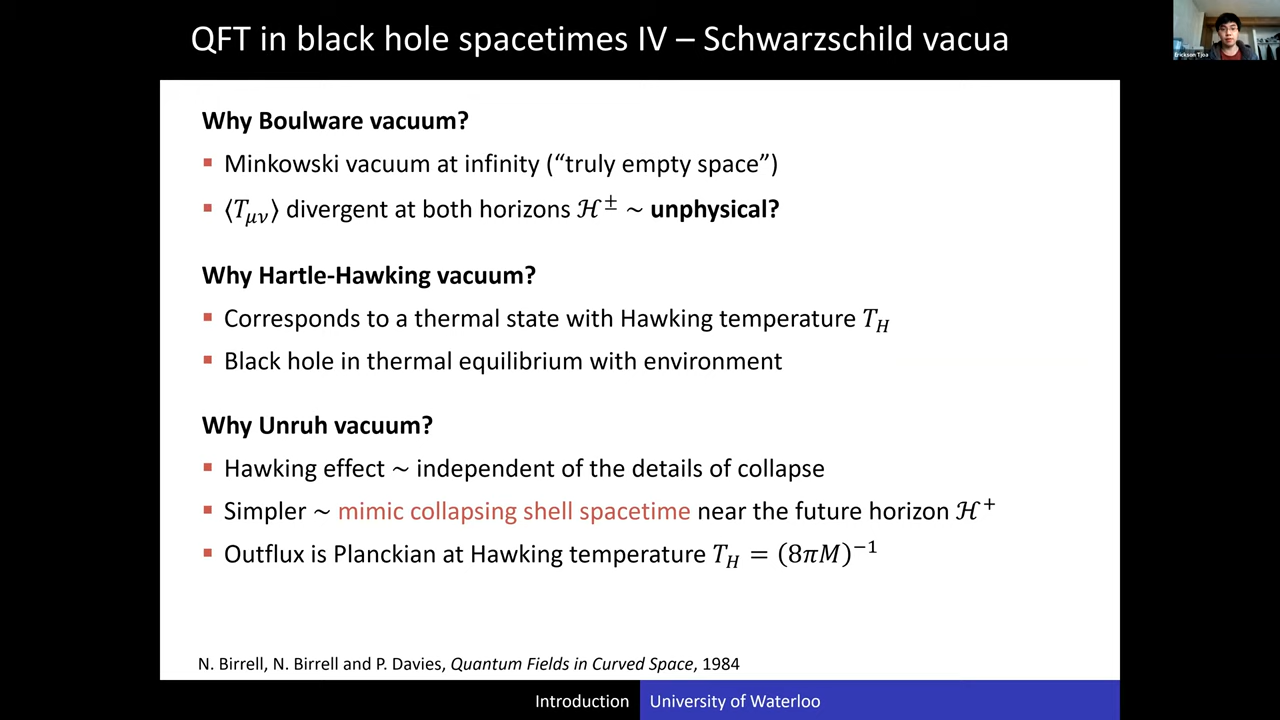 QFT in black hole spacetimes IV – Schwarzschild vacua
Erickson Tjoa
Why Boulware vacuum?
▪ Minkowski vacuum at infinity (“truly empty space”)
▪ ⟨Tμν⟩ divergent at both horizons ℋ± ~ unphysical?
Why Hartle-Hawking vacuum?
▪ Corresponds to a thermal state with Hawking temperature T_H
▪ Black hole in thermal equilibrium with environment
Why Unruh vacuum?
▪ Hawking effect ~ independent of the details of collapse
▪ Simpler ~ mimic collapsing shell spacetime near the future horizon ℋ⁺
▪ Outflux is Planckian at Hawking temperature T_H = (8πM)⁻¹
N. Birrell, N. Birrell and P. Davies, Quantum Fields in Curved Space, 1984
Introduction University of Waterloo